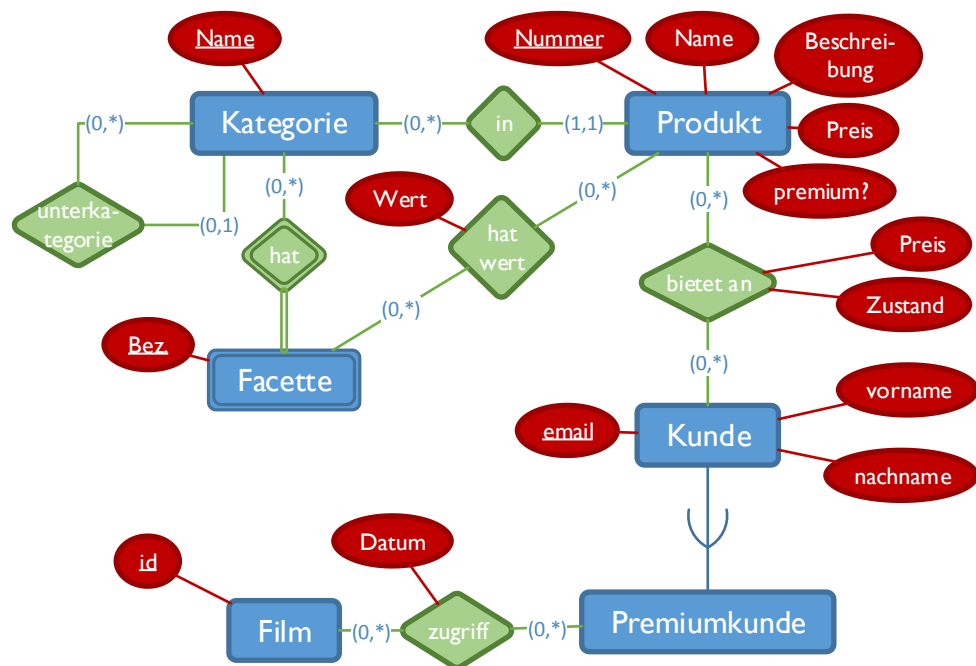 Name
Nummer
Name
Beschrei-
bung
Kategorie
(0,*)
in
(1,1)
Produkt
Preis
(0,*)
(0,*)
(0,*)
(0,*)
premium?
Wert
unterka-
tegorie
(0,1)
hat
hat
wert
Preis
bietet an
Zustand
(0,*)
Bez.
Facette
(0,*)
vorname
email
Kunde
nachname
Datum
id
Film
(0,*)
zugriff
(0,*)
Premiumkunde